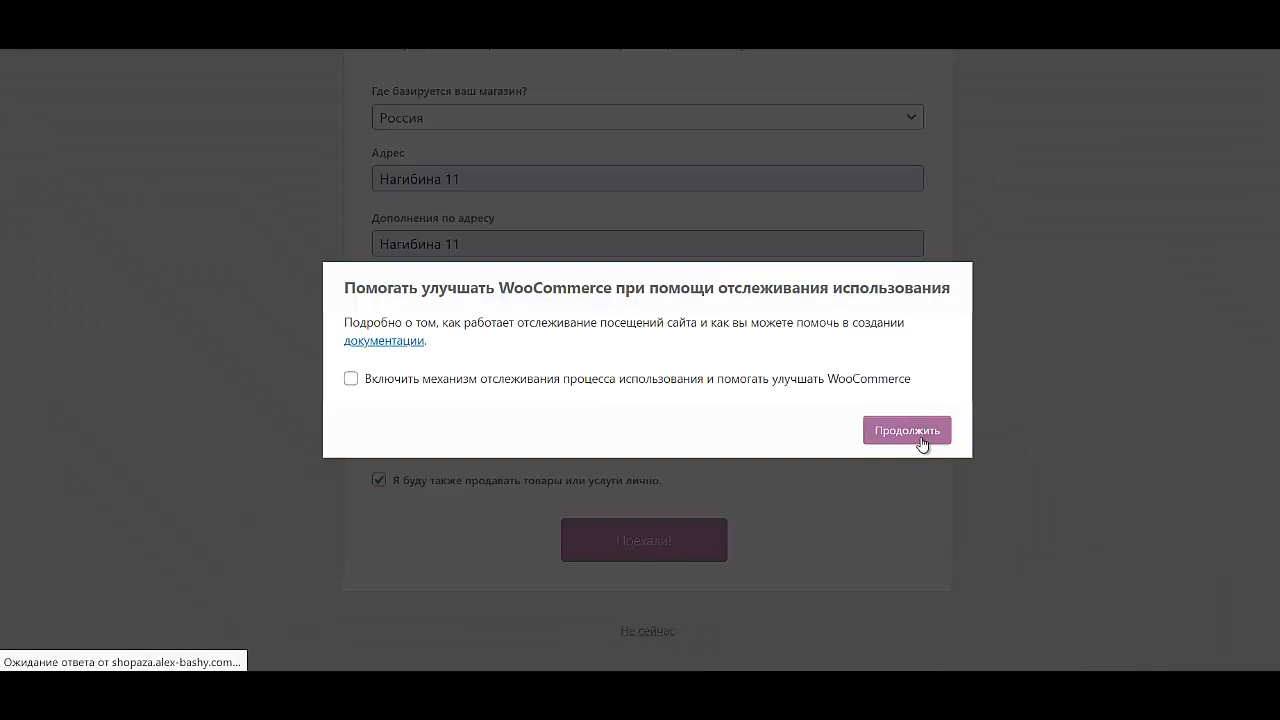 Где базируется ваш магазин?
Россия
Адрес
Нагибина 11
Дополнения по адресу
Нагибина 11
Помогать улучшать WooCommerce при помощи отслеживания использования
Подробно о том, как работает отслеживание посещений сайта и как вы можете помочь в создании
документации.
Включить механизм отслеживания процесса использования и помогать улучшать WooCommerce
Продолжить
Я буду также продавать товары или услуги лично.
Поехали!
Не сейчас
Ожидание ответа от shopaza.alex-bashy.com...